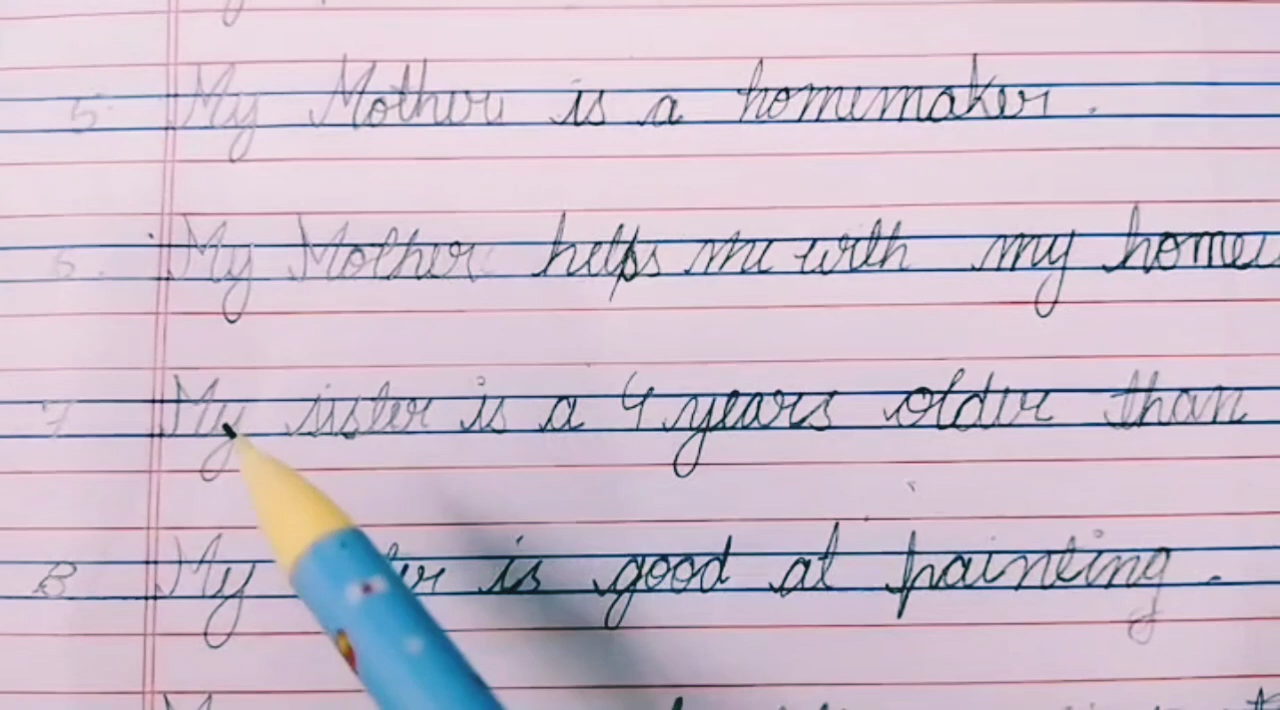 5. My Mother is a homemaker.
6. My Mother helps me with my home
7 My sister is a 4 years older than
8 My is good at painting.